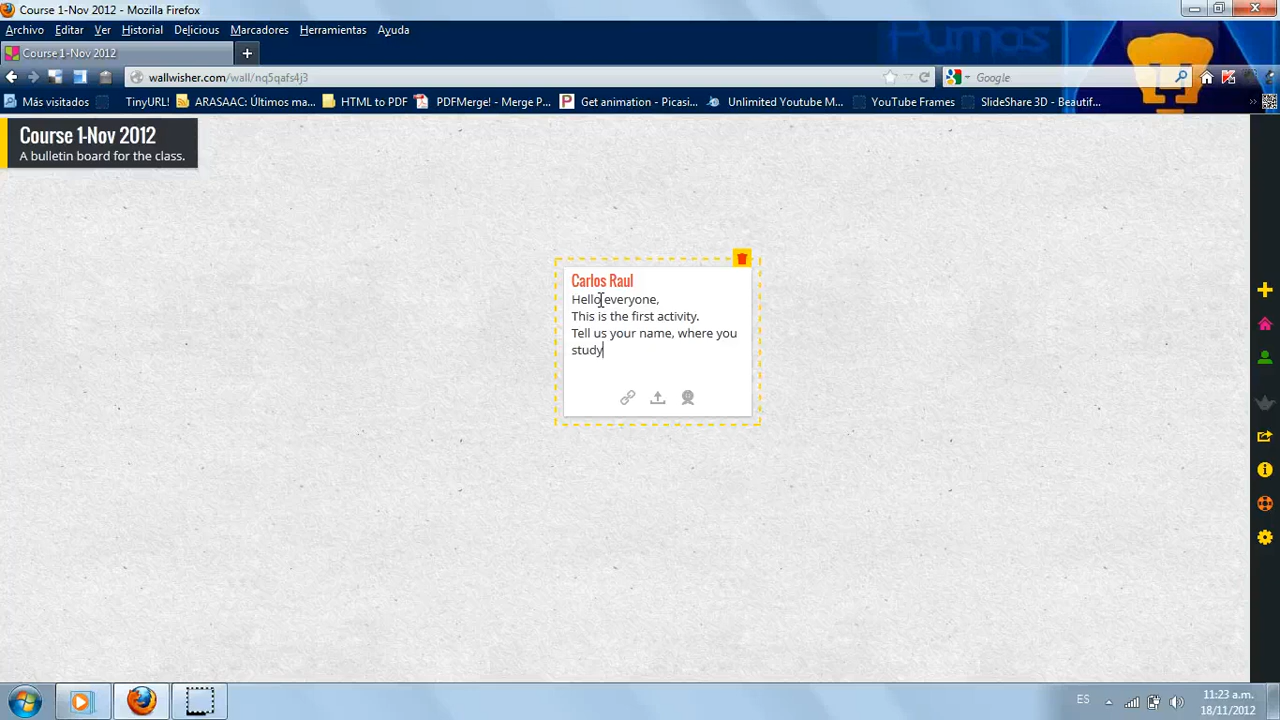 Course 1-Nov 2012 - Mozilla Firefox
Archivo Editar Ver Historial Delicious Marcadores Herramientas Ayuda
Pumas
Course 1-Nov 2012
wallwisher.com/wall/nq5qafs4j3
Google
Más visitados TinyURL! ARASAAC: Últimos ma... HTML to PDF PDFMerge! - Merge P... Get animation - Picasi... Unlimited Youtube M... YouTube Frames SlideShare 3D - Beautif...
Course 1-Nov 2012
A bulletin board for the class.
Carlos Raul
Hello everyone,
This is the first activity.
Tell us your name, where you
study
ES
11:23 a.m.
18/11/2012